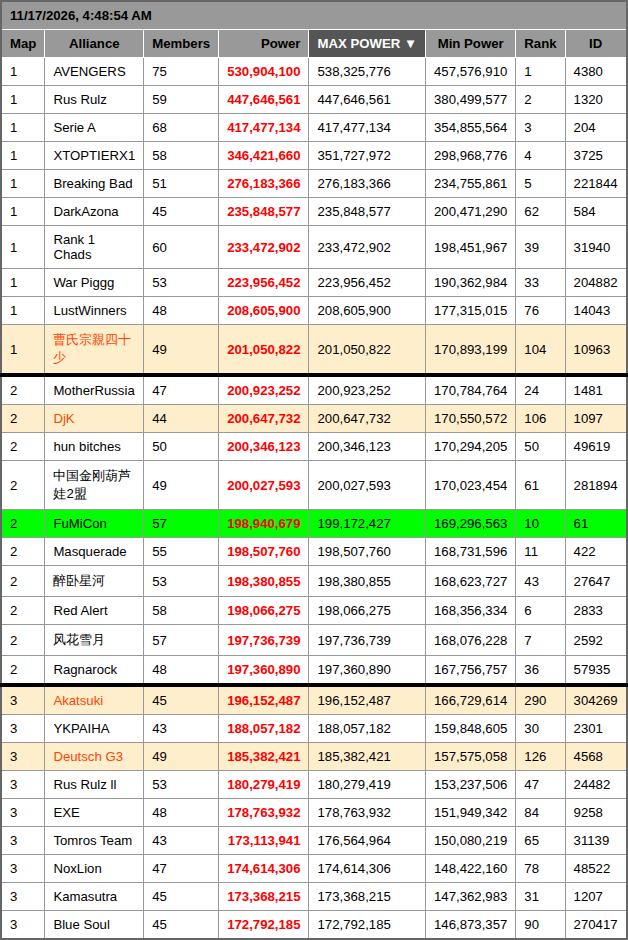 11/17/2026, 4:48:54 AM
Map Alliance Members Power MAX POWER ▼ Min Power Rank ID
1 AVENGERS 75 530,904,100 538,325,776 457,576,910 1 4380
1 Rus Rulz 59 447,646,561 447,646,561 380,499,577 2 1320
1 Serie A 68 417,477,134 417,477,134 354,855,564 3 204
1 XTOPTIERX1 58 346,421,660 351,727,972 298,968,776 4 3725
1 Breaking Bad 51 276,183,366 276,183,366 234,755,861 5 221844
1 DarkAzona 45 235,848,577 235,848,577 200,471,290 62 584
1 Rank 1
Chads 60 233,472,902 233,472,902 198,451,967 39 31940
1 War Piggg 53 223,956,452 223,956,452 190,362,984 33 204882
1 LustWinners 48 208,605,900 208,605,900 177,315,015 76 14043
1 曹氏宗親四十
少 49 201,050,822 201,050,822 170,893,199 104 10963
2 MotherRussia 47 200,923,252 200,923,252 170,784,764 24 1481
2 DjK 44 200,647,732 200,647,732 170,550,572 106 1097
2 hun bitches 50 200,346,123 200,346,123 170,294,205 50 49619
2 中国金刚葫芦
娃2盟 49 200,027,593 200,027,593 170,023,454 61 281894
2 FuMiCon 57 198,940,679 199,172,427 169,296,563 10 61
2 Masquerade 55 198,507,760 198,507,760 168,731,596 11 422
2 醉卧星河 53 198,380,855 198,380,855 168,623,727 43 27647
2 Red Alert 58 198,066,275 198,066,275 168,356,334 6 2833
2 风花雪月 57 197,736,739 197,736,739 168,076,228 7 2592
2 Ragnarock 48 197,360,890 197,360,890 167,756,757 36 57935
3 Akatsuki 45 196,152,487 196,152,487 166,729,614 290 304269
3 YKPAIHA 43 188,057,182 188,057,182 159,848,605 30 2301
3 Deutsch G3 49 185,382,421 185,382,421 157,575,058 126 4568
3 Rus Rulz ll 53 180,279,419 180,279,419 153,237,506 47 24482
3 EXE 48 178,763,932 178,763,932 151,949,342 84 9258
3 Tomros Team 43 173,113,941 176,564,964 150,080,219 65 31139
3 NoxLion 47 174,614,306 174,614,306 148,422,160 78 48522
3 Kamasutra 45 173,368,215 173,368,215 147,362,983 31 1207
3 Blue Soul 45 172,792,185 172,792,185 146,873,357 90 270417